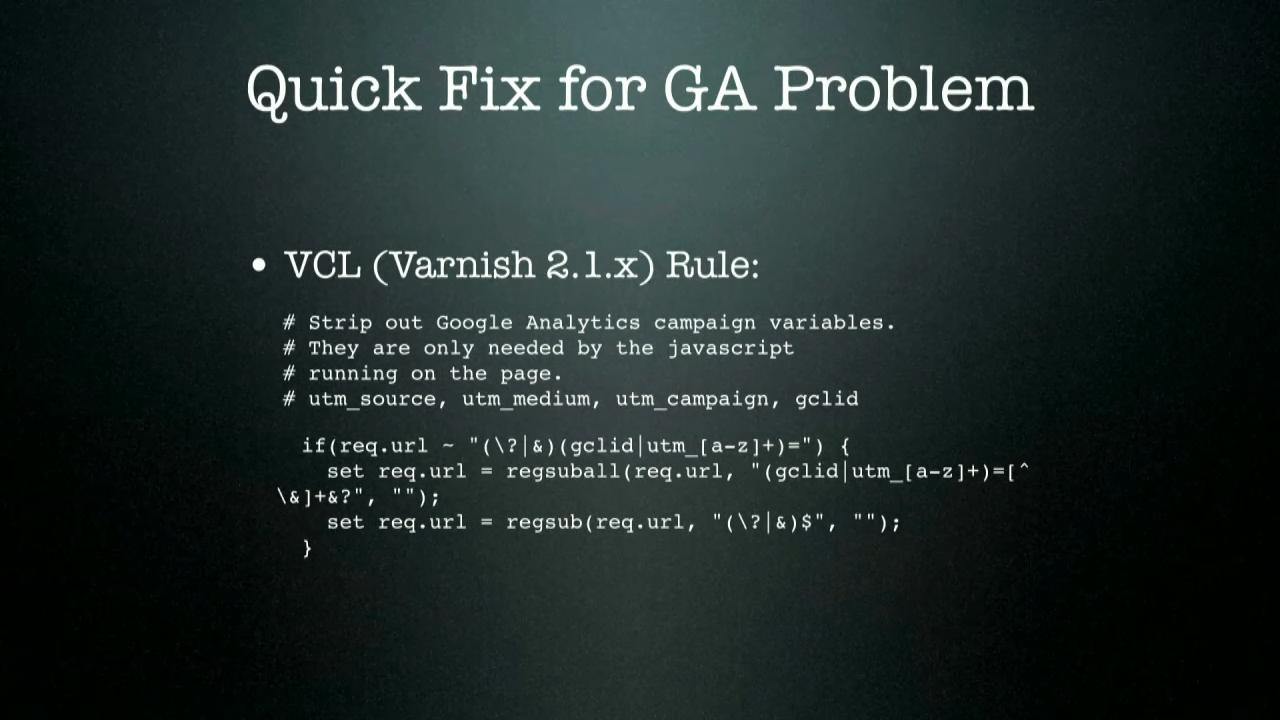 Quick Fix for GA Problem
• VCL (Varnish 2.1.x) Rule:
# Strip out Google Analytics campaign variables.
# They are only needed by the javascript
# running on the page.
# utm_source, utm_medium, utm_campaign, gclid
if(req.url ~ "(\?|&)(gclid|utm_[a-z]+)=") {
set req.url = regsuball(req.url, "(gclid|utm_[a-z]+)=[^
\&]+&?", "");
set req.url = regsub(req.url, "(\?|&)$", "");
}